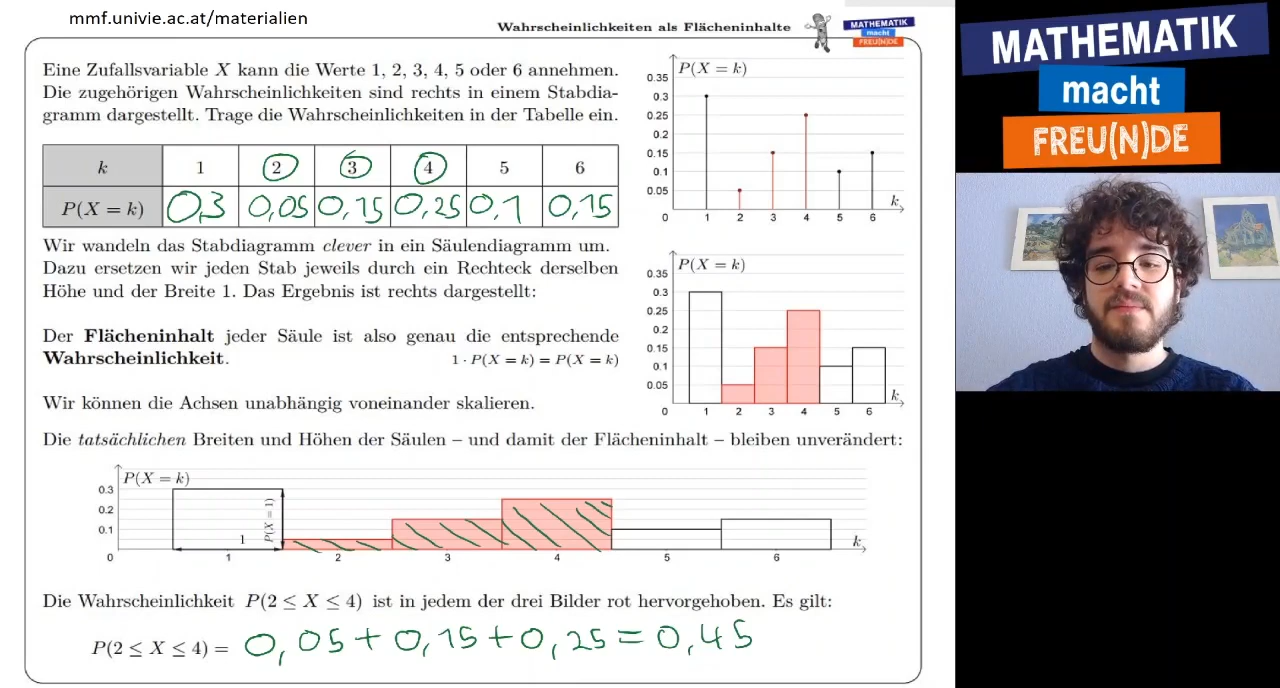 mmf.univie.ac.at/materialien
Wahrscheinlichkeiten als Flächeninhalte
MATHEMATIK
macht
FREU(N)DE
Eine Zufallsvariable X kann die Werte 1, 2, 3, 4, 5 oder 6 annehmen.
Die zugehörigen Wahrscheinlichkeiten sind rechts in einem Stabdia-
gramm dargestellt. Trage die Wahrscheinlichkeiten in der Tabelle ein.
k 1 2 3 4 5 6
P(X = k) 0,3 0,05 0,15 0,25 0,1 0,15
P(X = k)
0.35
0.3
0.25
0.2
0.15
0.1
0.05
0 1 2 3 4 5 6 k
Wir wandeln das Stabdiagramm clever in ein Säulendiagramm um.
Dazu ersetzen wir jeden Stab jeweils durch ein Rechteck derselben
Höhe und der Breite 1. Das Ergebnis ist rechts dargestellt:
Der Flächeninhalt jeder Säule ist also genau die entsprechende
Wahrscheinlichkeit. 1 · P(X = k) = P(X = k)
Wir können die Achsen unabhängig voneinander skalieren.
P(X = k)
0.35
0.3
0.25
0.2
0.15
0.1
0.05
0 1 2 3 4 5 6 k
Die tatsächlichen Breiten und Höhen der Säulen – und damit der Flächeninhalt – bleiben unverändert:
P(X = k)
0.3
0.2
0.1
P(X = 1)
1
0 1 2 3 4 5 6 k
Die Wahrscheinlichkeit P(2 ≤ X ≤ 4) ist in jedem der drei Bilder rot hervorgehoben. Es gilt:
P(2 ≤ X ≤ 4) = 0,05 + 0,15 + 0,25 = 0,45
MATHEMATIK
macht
FREU(N)DE